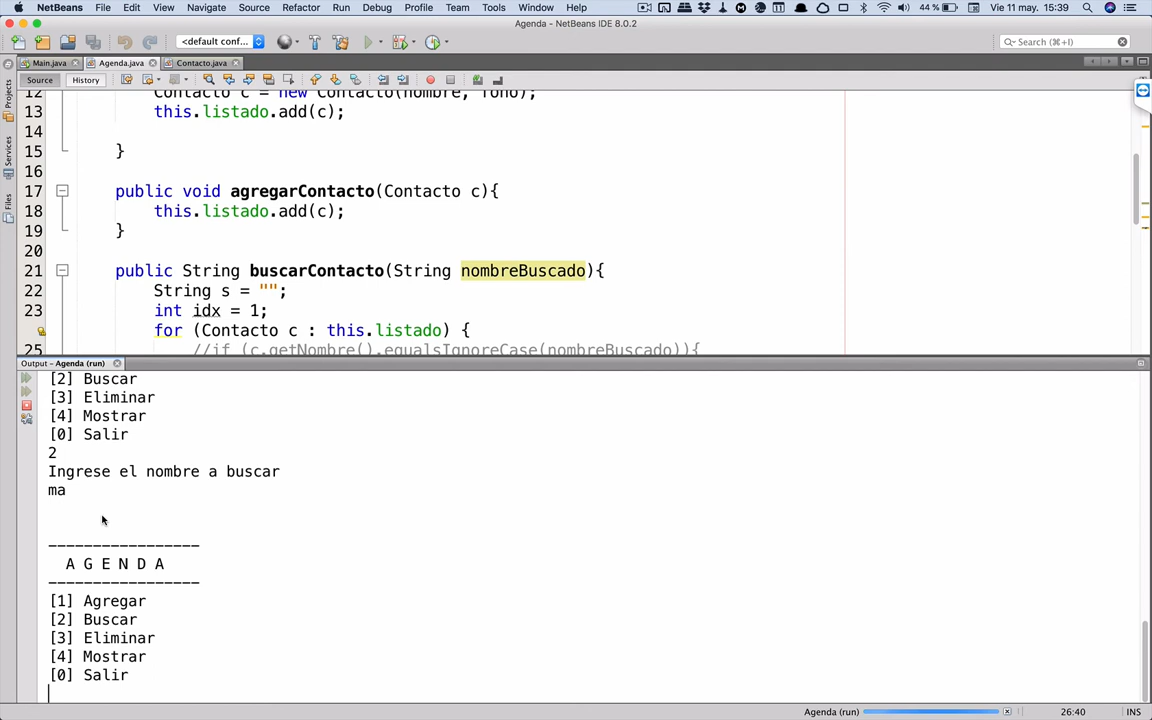 NetBeans File Edit View Navigate Source Refactor Run Debug Profile Team Tools Window Help 44 % Vie 11 may. 15:39
Agenda - NetBeans IDE 8.0.2
<default conf... Search (⌘+I)
Main.java Agenda.java Contacto.java
Source History
Projects
Services
Files
12 Contacto c = new Contacto(nombre, fono);
13 this.listado.add(c);
14
15 }
16
17 public void agregarContacto(Contacto c){
18 this.listado.add(c);
19 }
20
21 public String buscarContacto(String nombreBuscado){
22 String s = "";
23 int idx = 1;
for (Contacto c : this.listado) {
25 //if (c.getNombre().equalsIgnoreCase(nombreBuscado)){
Output - Agenda (run)
[2] Buscar
[3] Eliminar
[4] Mostrar
[0] Salir
2
Ingrese el nombre a buscar
ma
-----------------
A G E N D A
-----------------
[1] Agregar
[2] Buscar
[3] Eliminar
[4] Mostrar
[0] Salir
Agenda (run) 26:40 INS